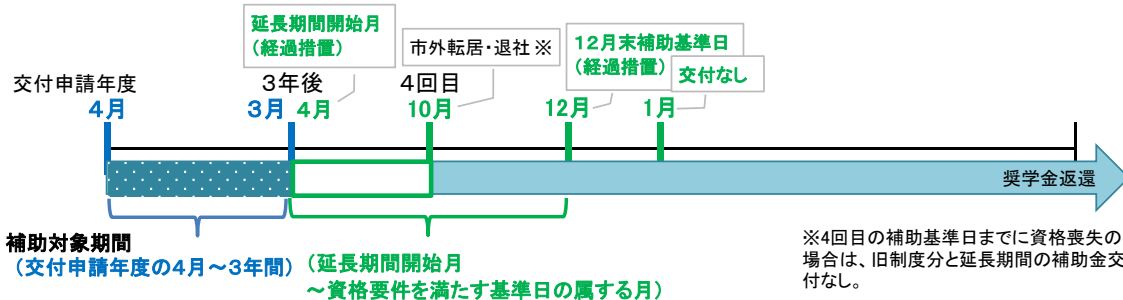 延長期間開始月
（経過措置）
市外転居・退社※
１２月末補助基準日
（経過措置）
交付なし
交付申請年度
3年後
4回目
4月
3月
4月
10月
12月
1月
奨学金返還
補助対象期間
（交付申請年度の4月～3年間）
（延長期間開始月
～資格要件を満たす基準日の属する月）
※4回目の補助基準日までに資格喪失の
場合は、旧制度分と延長期間の補助金交
付なし。